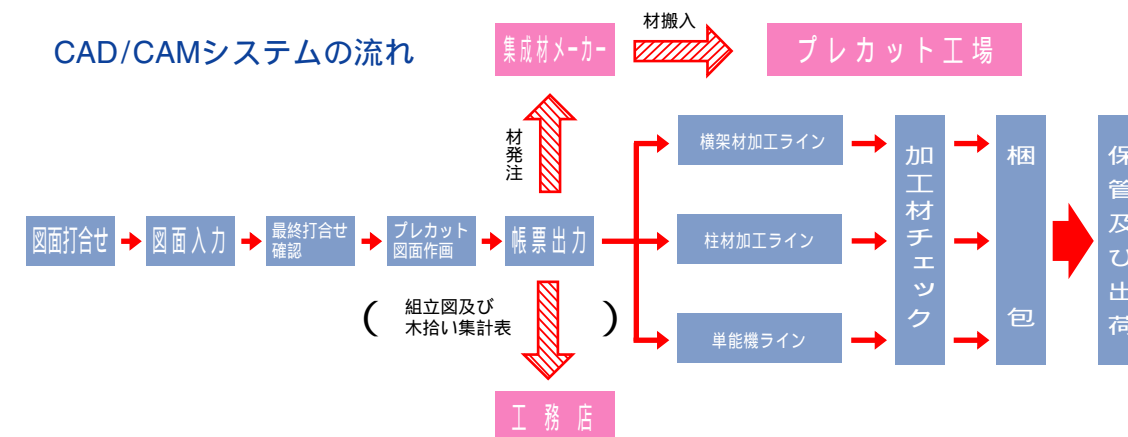 CAD/CAMシステムの流れ
集成材メーカー
材搬入
プレカット工場
材発注
図面打合せ
図面入力
最終打合せ
確認
プレカット
図面作画
帳票出力
横架材加工ライン
柱材加工ライン
単能機ライン
加工材チェック
梱包
保管及び出荷
(組立図及び
木拾い集計表)
工務店